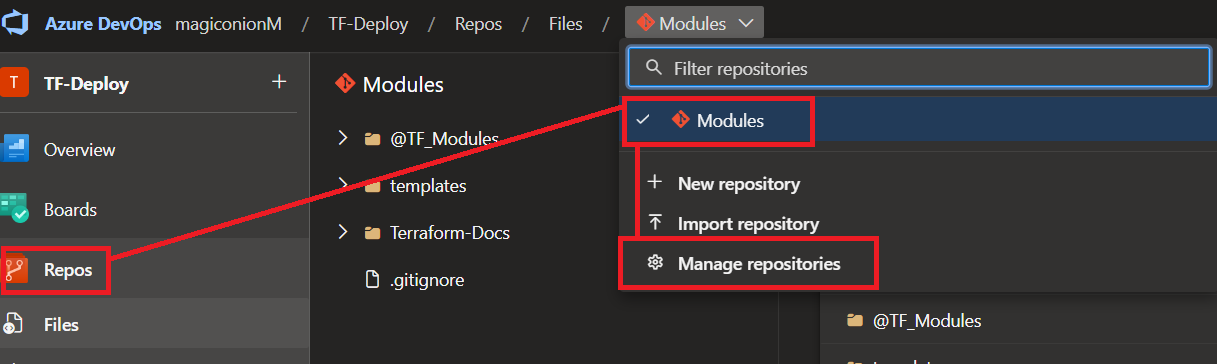 Azure DevOps magiconionM / TF-Deploy / Repos / Files / Modules
Filter repositories
T TF-Deploy +
Modules
Modules
@TF_Modules
Overview
templates
New repository
Boards
Import repository
Terraform-Docs
Manage repositories
Repos
.gitignore
Files
@TF_Modules